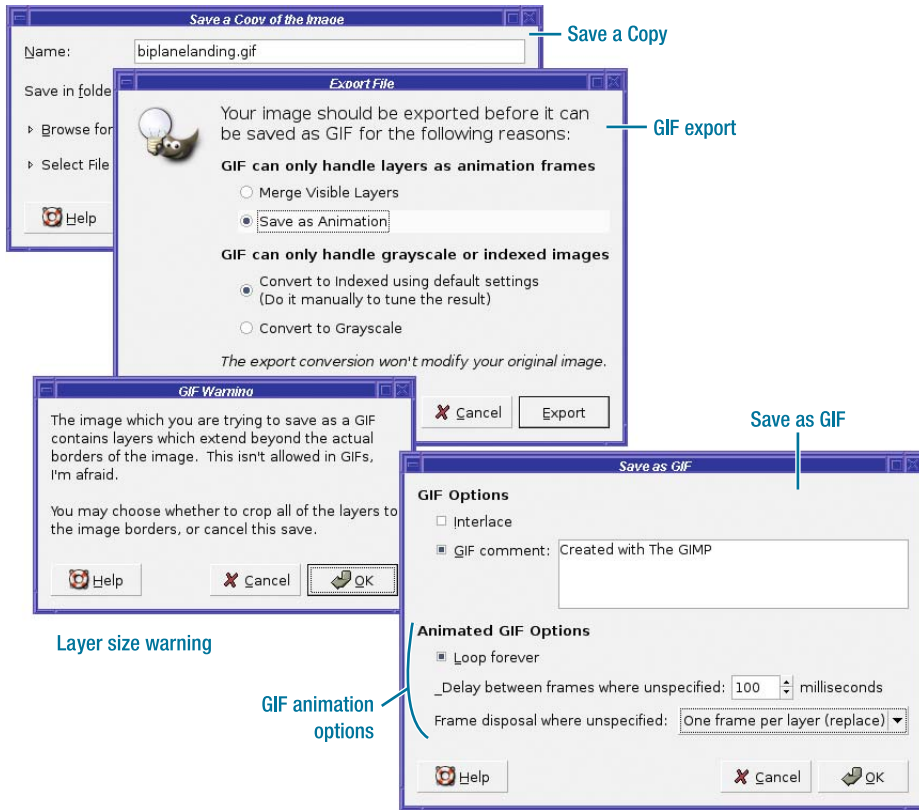 Save a Copy of the Image
Save a Copy
Name:
biplanelanding.gif
Save in folde
Browse for
Select File
Help
Export File
Your image should be exported before it can
be saved as GIF for the following reasons:
GIF export
GIF can only handle layers as animation frames
Merge Visible Layers
Save as Animation
GIF can only handle grayscale or indexed images
Convert to Indexed using default settings
(Do it manually to tune the result)
Convert to Grayscale
The export conversion won't modify your original image.
Cancel
Export
GIF Warning
The image which you are trying to save as a GIF
contains layers which extend beyond the actual
borders of the image. This isn't allowed in GIFs,
I'm afraid.
You may choose whether to crop all of the layers to
the image borders, or cancel this save.
Help
Cancel
OK
Layer size warning
Save as GIF
Save as GIF
GIF Options
Interlace
GIF comment:
Created with The GIMP
Animated GIF Options
Loop forever
_Delay between frames where unspecified:
100
milliseconds
Frame disposal where unspecified:
One frame per layer (replace)
GIF animation
options
Help
Cancel
OK